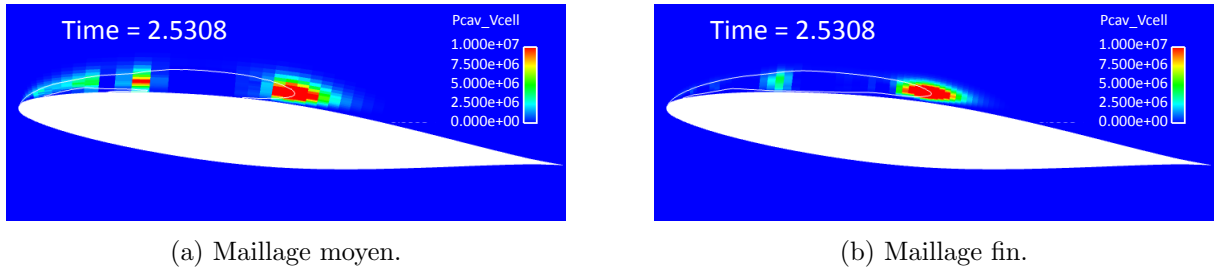 Time = 2.5308
Pcav_Vcell
1.000e+07
7.500e+06
5.000e+06
2.500e+06
0.000e+00
(a) Maillage moyen.
Time = 2.5308
Pcav_Vcell
1.000e+07
7.500e+06
5.000e+06
2.500e+06
0.000e+00
(b) Maillage fin.